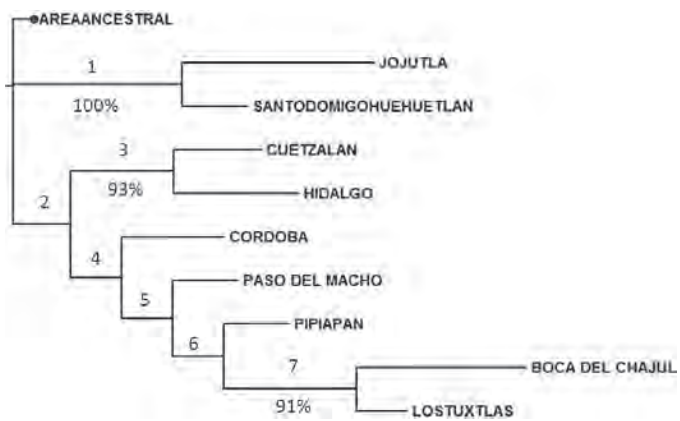 AREAANCESTRAL
1
JOJUTLA
100%
SANTODOMIGOHUEHUETLAN
3
CUETZALAN
93%
HIDALGO
2
CORDOBA
4
PASO DEL MACHO
5
PIPIAPAN
6
7
BOCA DEL CHAJUL
91%
LOSTUXTLAS